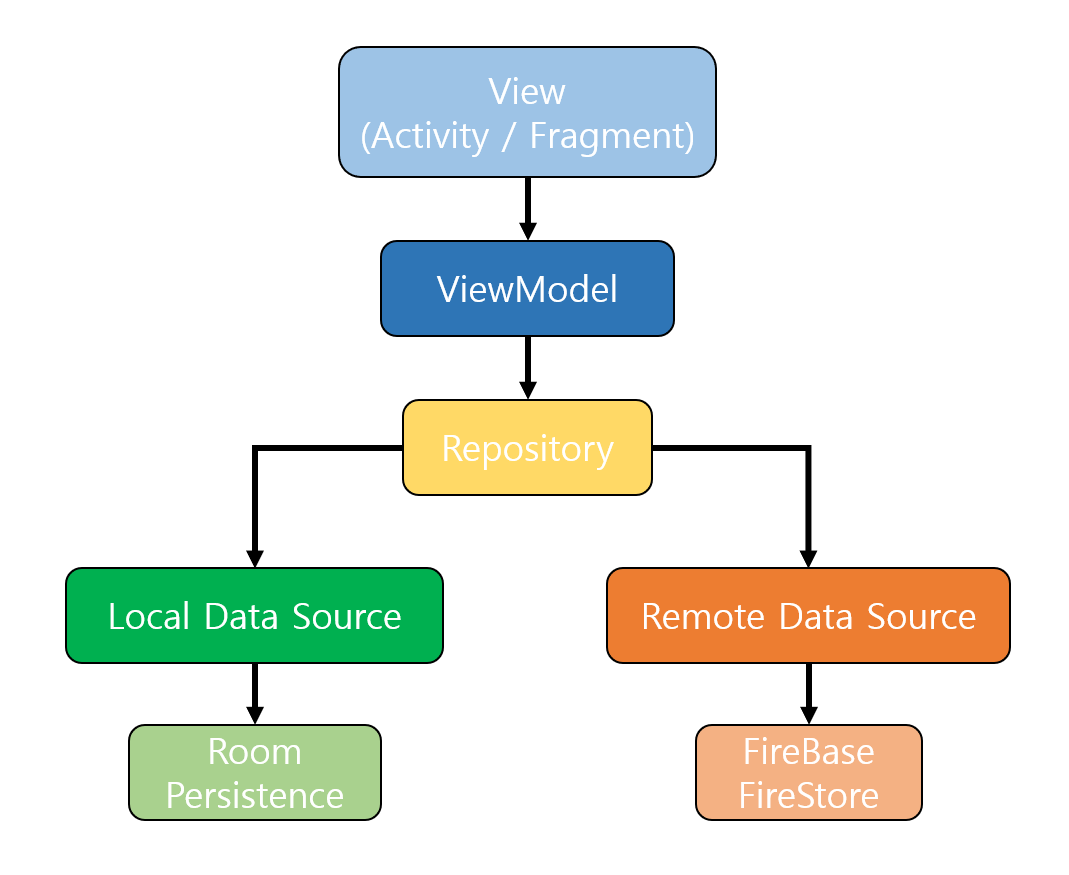 View
(Activity / Fragment)
ViewModel
Repository
Local Data Source
Remote Data Source
Room
Persistence
FireBase
FireStore